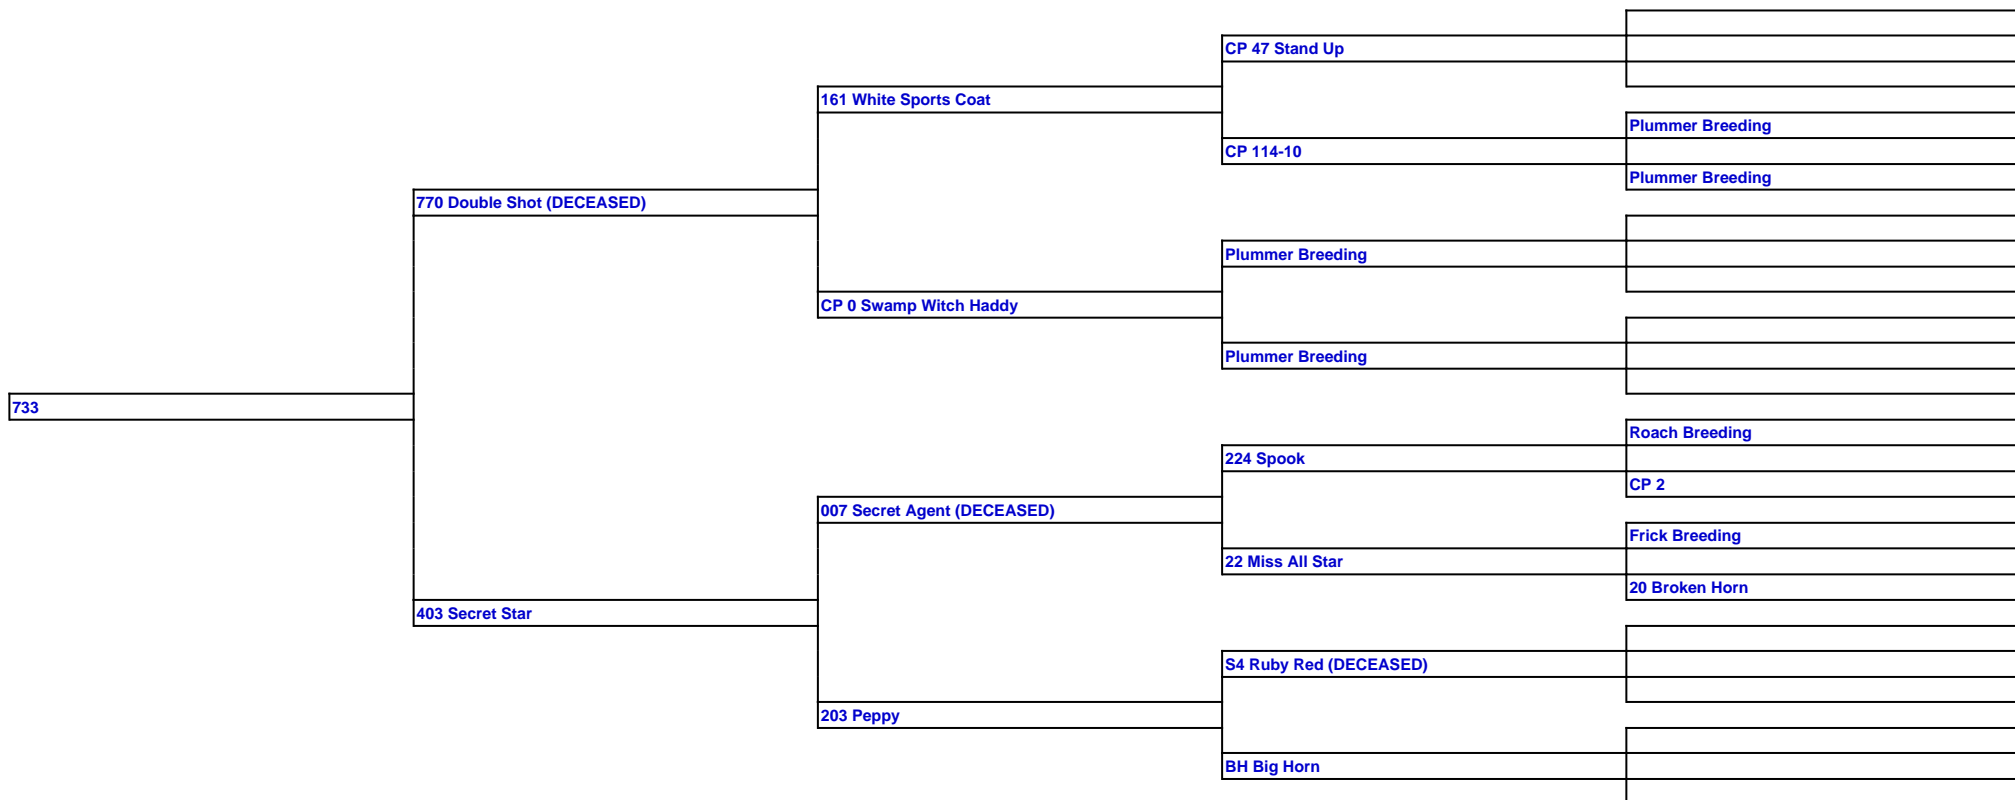 CP 47 Stand Up
161 White Sports Coat
Plummer Breeding
CP 114-10
Plummer Breeding
770 Double Shot (DECEASED)
Plummer Breeding
CP 0 Swamp Witch Haddy
Plummer Breeding
733
Roach Breeding
224 Spook
CP 2
007 Secret Agent (DECEASED)
Frick Breeding
22 Miss All Star
20 Broken Horn
403 Secret Star
S4 Ruby Red (DECEASED)
203 Peppy
BH Big Horn